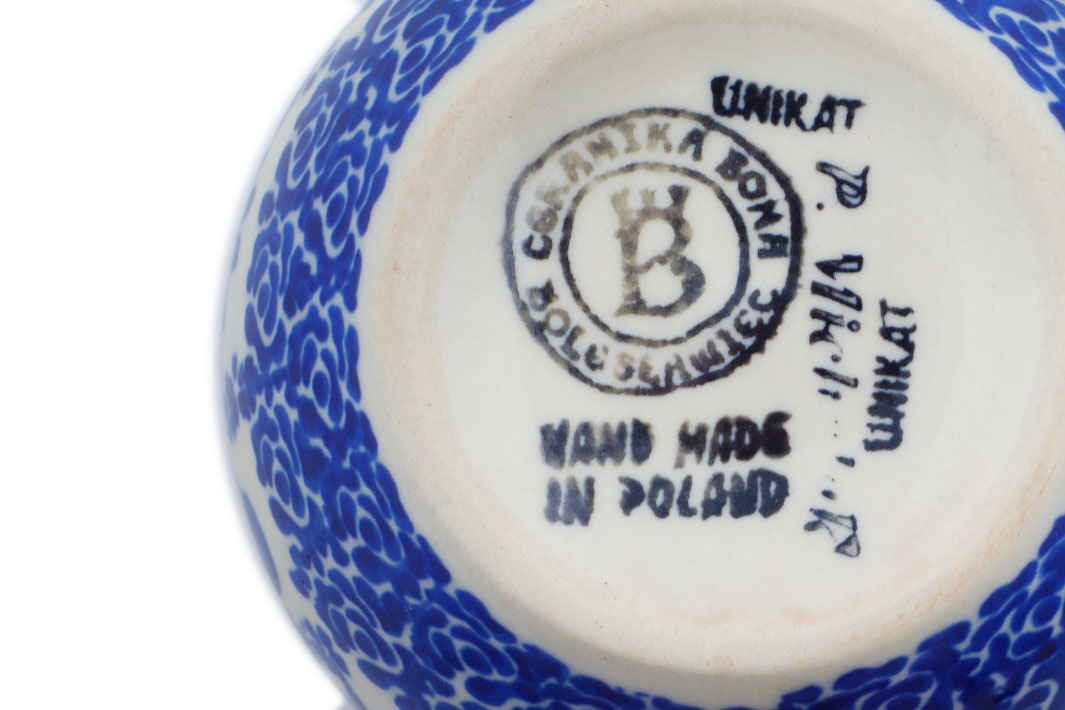 UNIKAT
CERAMIKA BONA
B
BOLESŁAWIEC
P.
UNIKAT
HAND MADE
IN POLAND